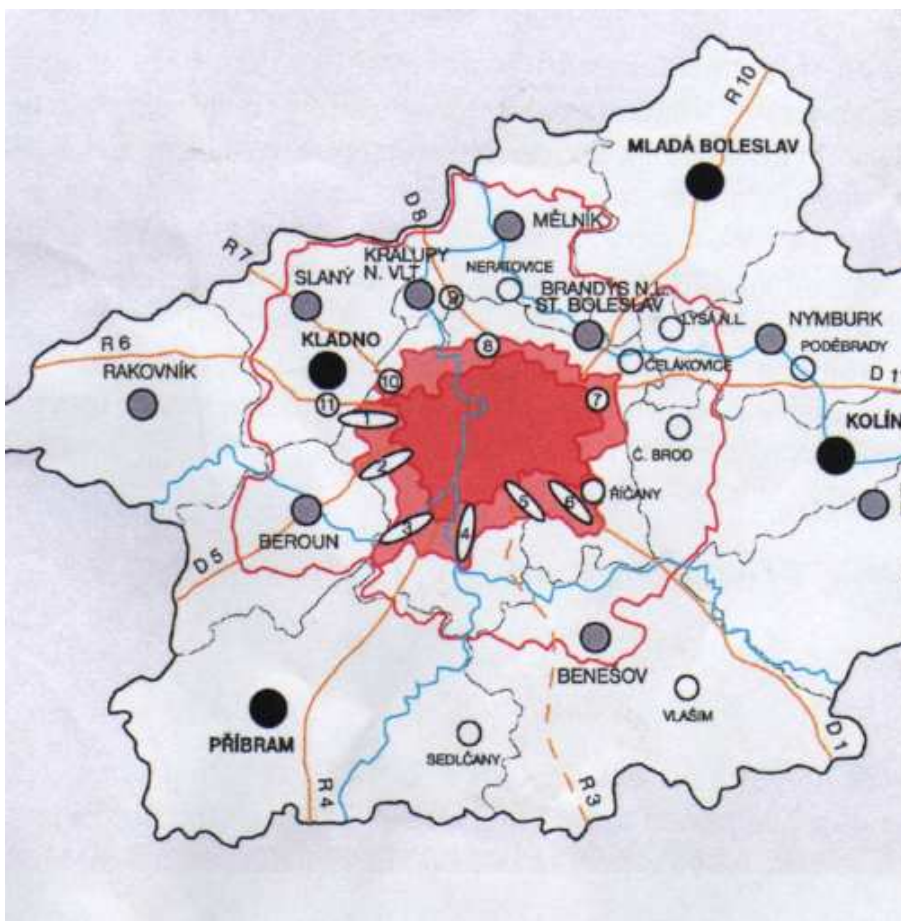 R 10
MLADÁ BOLESLAV
D 8
MĚLNÍK
R 7
KRALUPY
N. VLT.
NERATOVICE
SLANÝ
BRANDÝS N.L.
ST. BOLESLAV
9
LYSÁ N.L.
NYMBURK
KLADNO
8
R 6
PODĚBRADY
RAKOVNÍK
ČELÁKOVICE
10
D 11
11
7
1
KOLÍN
Č. BROD
2
ŘÍČANY
5
6
3
4
BEROUN
D 5
BENEŠOV
VLAŠIM
PŘÍBRAM
SEDLČANY
D 1
R 4
R 3